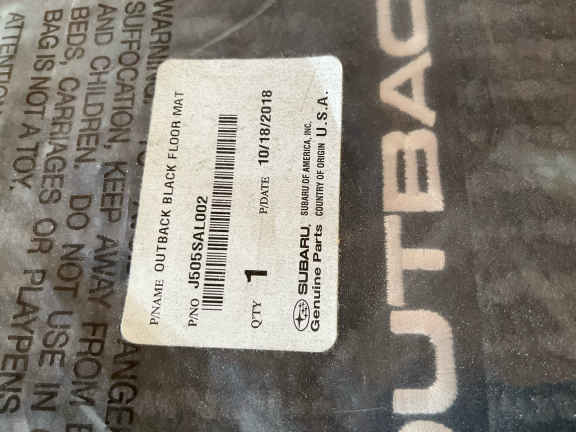 P/NAME OUTBACK BLACK FLOOR MAT
P/NO J505SAL002
Q'TY 1 P/DATE 10/18/2018
SUBARU. SUBARU OF AMERICA, INC.
Genuine Parts COUNTRY OF ORIGIN U.S.A.
OUTBAC
WARNING:
SUFFOCATION, KEEP AWAY FROM
AND CHILDREN. DO NOT USE IN
BEDS, CARRIAGES OR PLAYPENS
BAG IS NOT A TOY.
ATTENTION